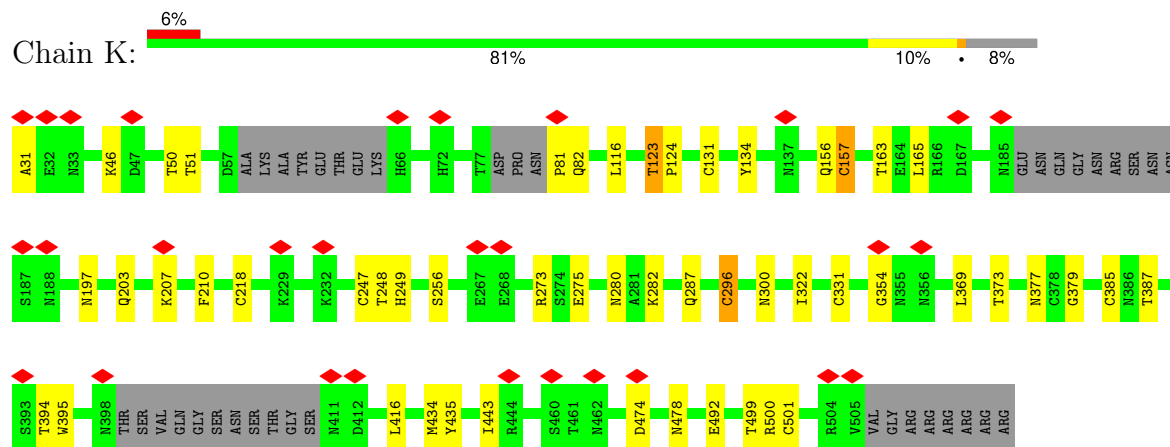 6%
Chain K:
81% 10% • 8%
A31 E32 N33 K46 D47 T50 T51 D57 ALA LYS ALA TYR GLU THR GLU LYS H66 H72 T77 ASP PRO ASN P81 Q82 L116 T123 P124 C131 Y134 N137 Q156 C157 T163 E164 L165 R166 D167 N185 GLU ASN GLN GLY ASN ARG SER ASN ASN
S187 N188 N197 Q203 K207 F210 C218 K229 K232 C247 T248 H249 S256 E267 E268 R273 S274 E275 N280 A281 K282 Q287 C296 N300 I322 C331 G354 N355 N356 L369 T373 N377 C378 G379 C385 N386 T387
S393 T394 W395 N398 THR SER VAL GLN GLY SER ASN SER THR GLY SER N411 D412 L416 M434 Y435 I443 R444 S460 T461 N462 D474 N478 E492 T499 R500 C501 R504 V505 VAL GLY ARG ARG ARG ARG ARG ARG